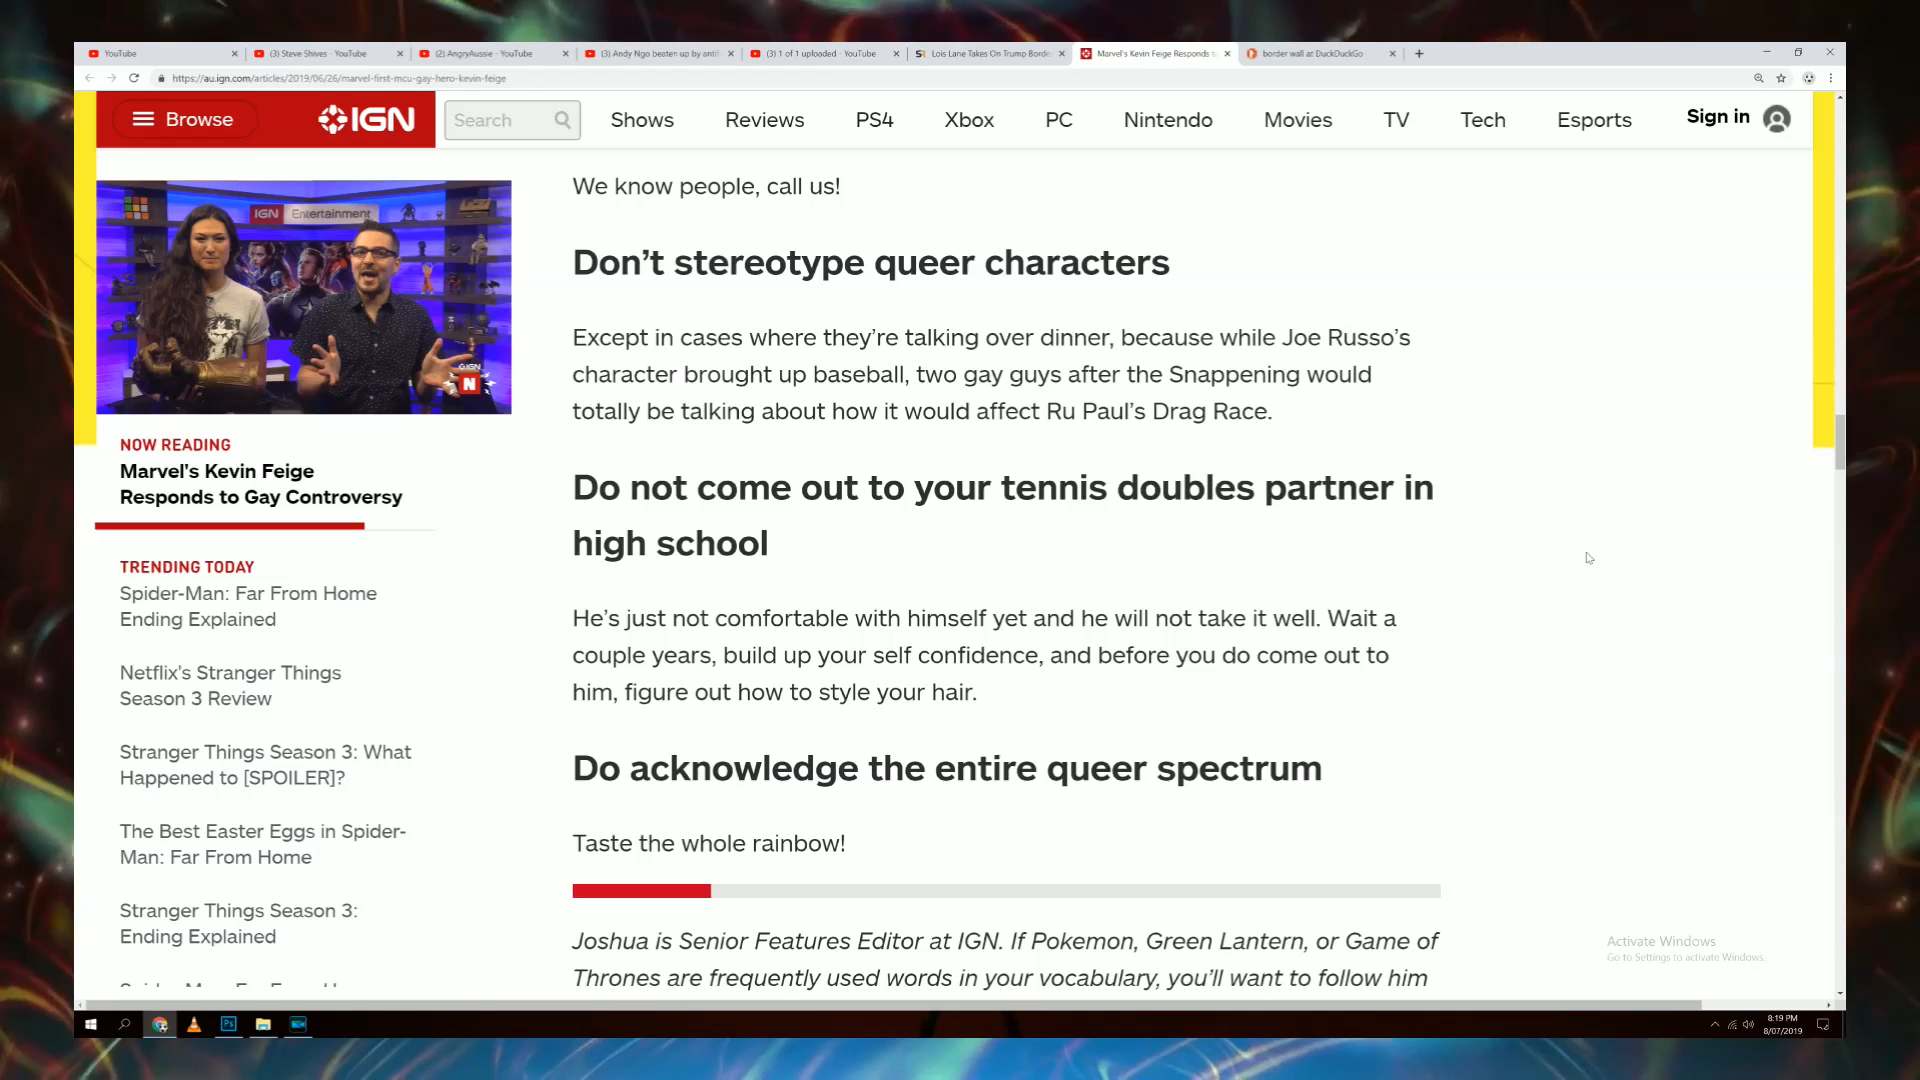 YouTube
(3) Steve Shives - YouTube
(2) AngryAussie - YouTube
(3) Andy Ngo beaten up by anti
(3) 1 of 1 uploaded - YouTube
Lois Lane Takes On Trump Borde
Marvel's Kevin Feige Responds t
border wall at DuckDuckGo
https://au.ign.com/articles/2019/06/26/marvel-first-mcu-gay-hero-kevin-feige
Browse
IGN
Search
Shows
Reviews
PS4
Xbox
PC
Nintendo
Movies
TV
Tech
Esports
Sign in
IGN Entertainment
IGN
N
NOW READING
Marvel's Kevin Feige
Responds to Gay Controversy
TRENDING TODAY
Spider-Man: Far From Home
Ending Explained
Netflix's Stranger Things
Season 3 Review
Stranger Things Season 3: What
Happened to [SPOILER]?
The Best Easter Eggs in Spider-
Man: Far From Home
Stranger Things Season 3:
Ending Explained
We know people, call us!
Don't stereotype queer characters
Except in cases where they're talking over dinner, because while Joe Russo's
character brought up baseball, two gay guys after the Snappening would
totally be talking about how it would affect Ru Paul's Drag Race.
Do not come out to your tennis doubles partner in
high school
He's just not comfortable with himself yet and he will not take it well. Wait a
couple years, build up your self confidence, and before you do come out to
him, figure out how to style your hair.
Do acknowledge the entire queer spectrum
Taste the whole rainbow!
Joshua is Senior Features Editor at IGN. If Pokemon, Green Lantern, or Game of
Thrones are frequently used words in your vocabulary, you'll want to follow him
Activate Windows
Go to Settings to activate Windows.
Ps
8:19 PM
8/07/2019